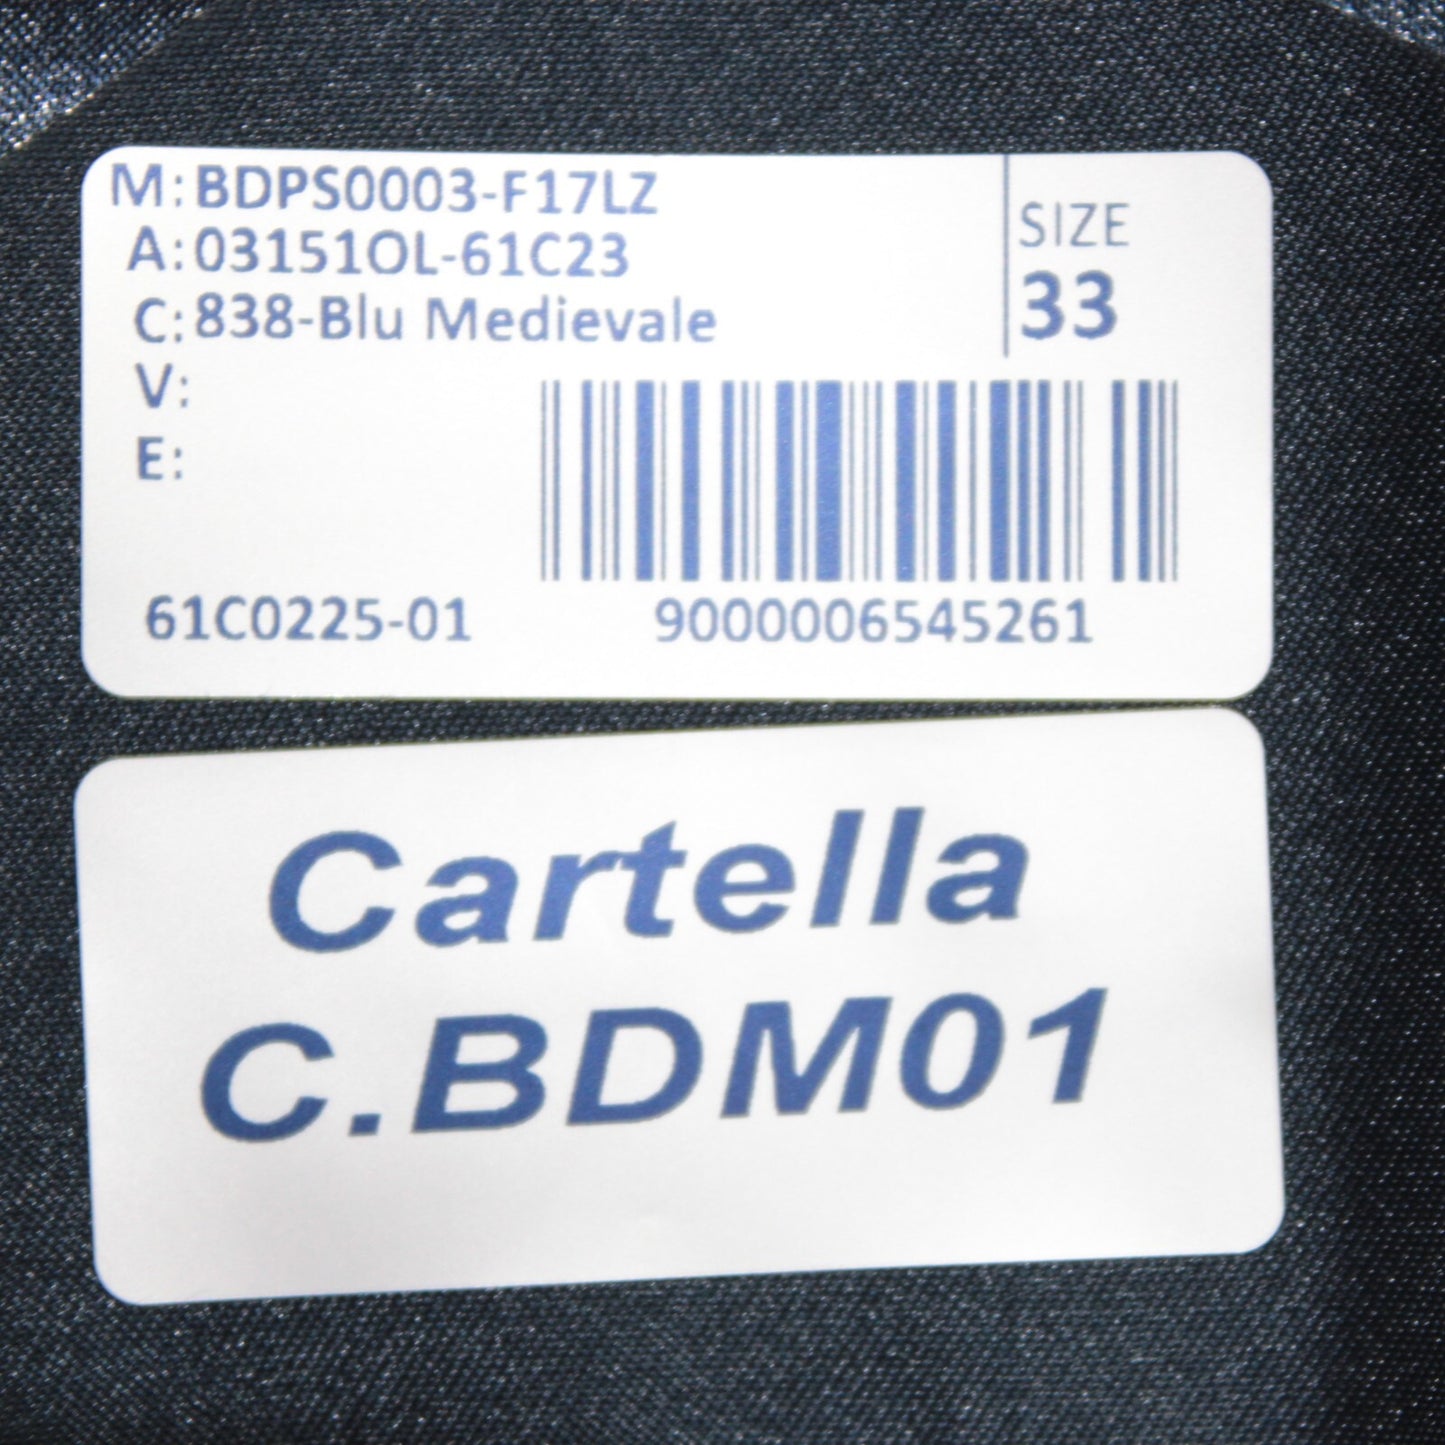 M: BDPS0003-F17LZ
A: 03151OL-61C23
C: 838-Blu Medievale
V:
E:
SIZE
33
61C0225-01
9000006545261
Cartella
C.BDM01